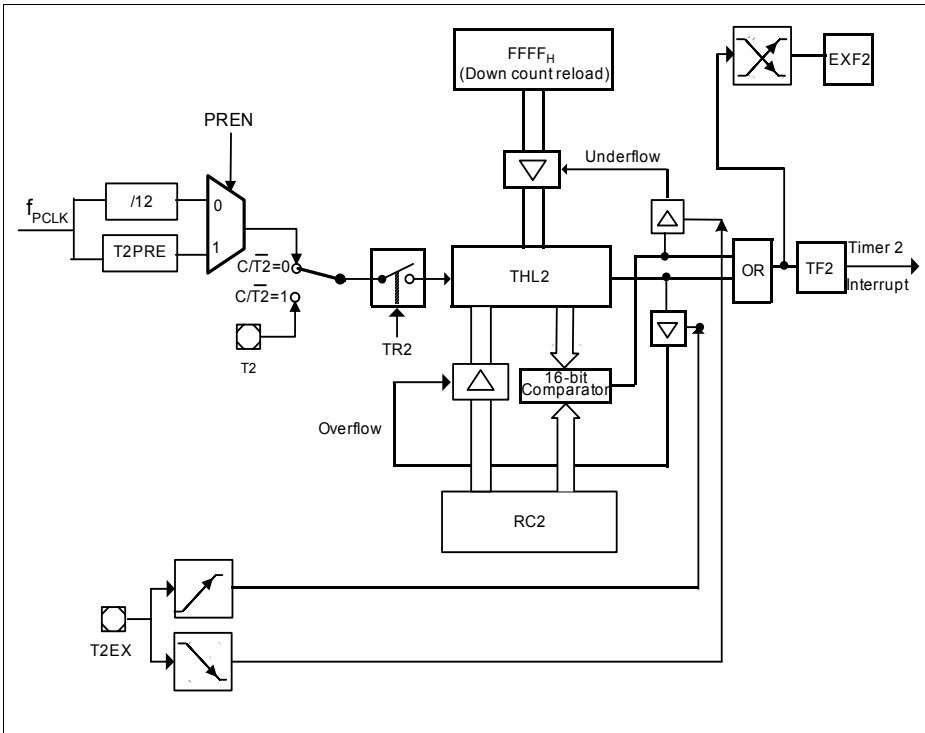 FFFFH
(Down count reload)
EXF2
PREN
Underflow
/12
0
fPCLK
T2PRE
1
C/T2=0
THL2
OR
TF2
Timer 2
Interrupt
C/T2=1
T2
TR2
16-bit
Comparator
Overflow
RC2
T2EX